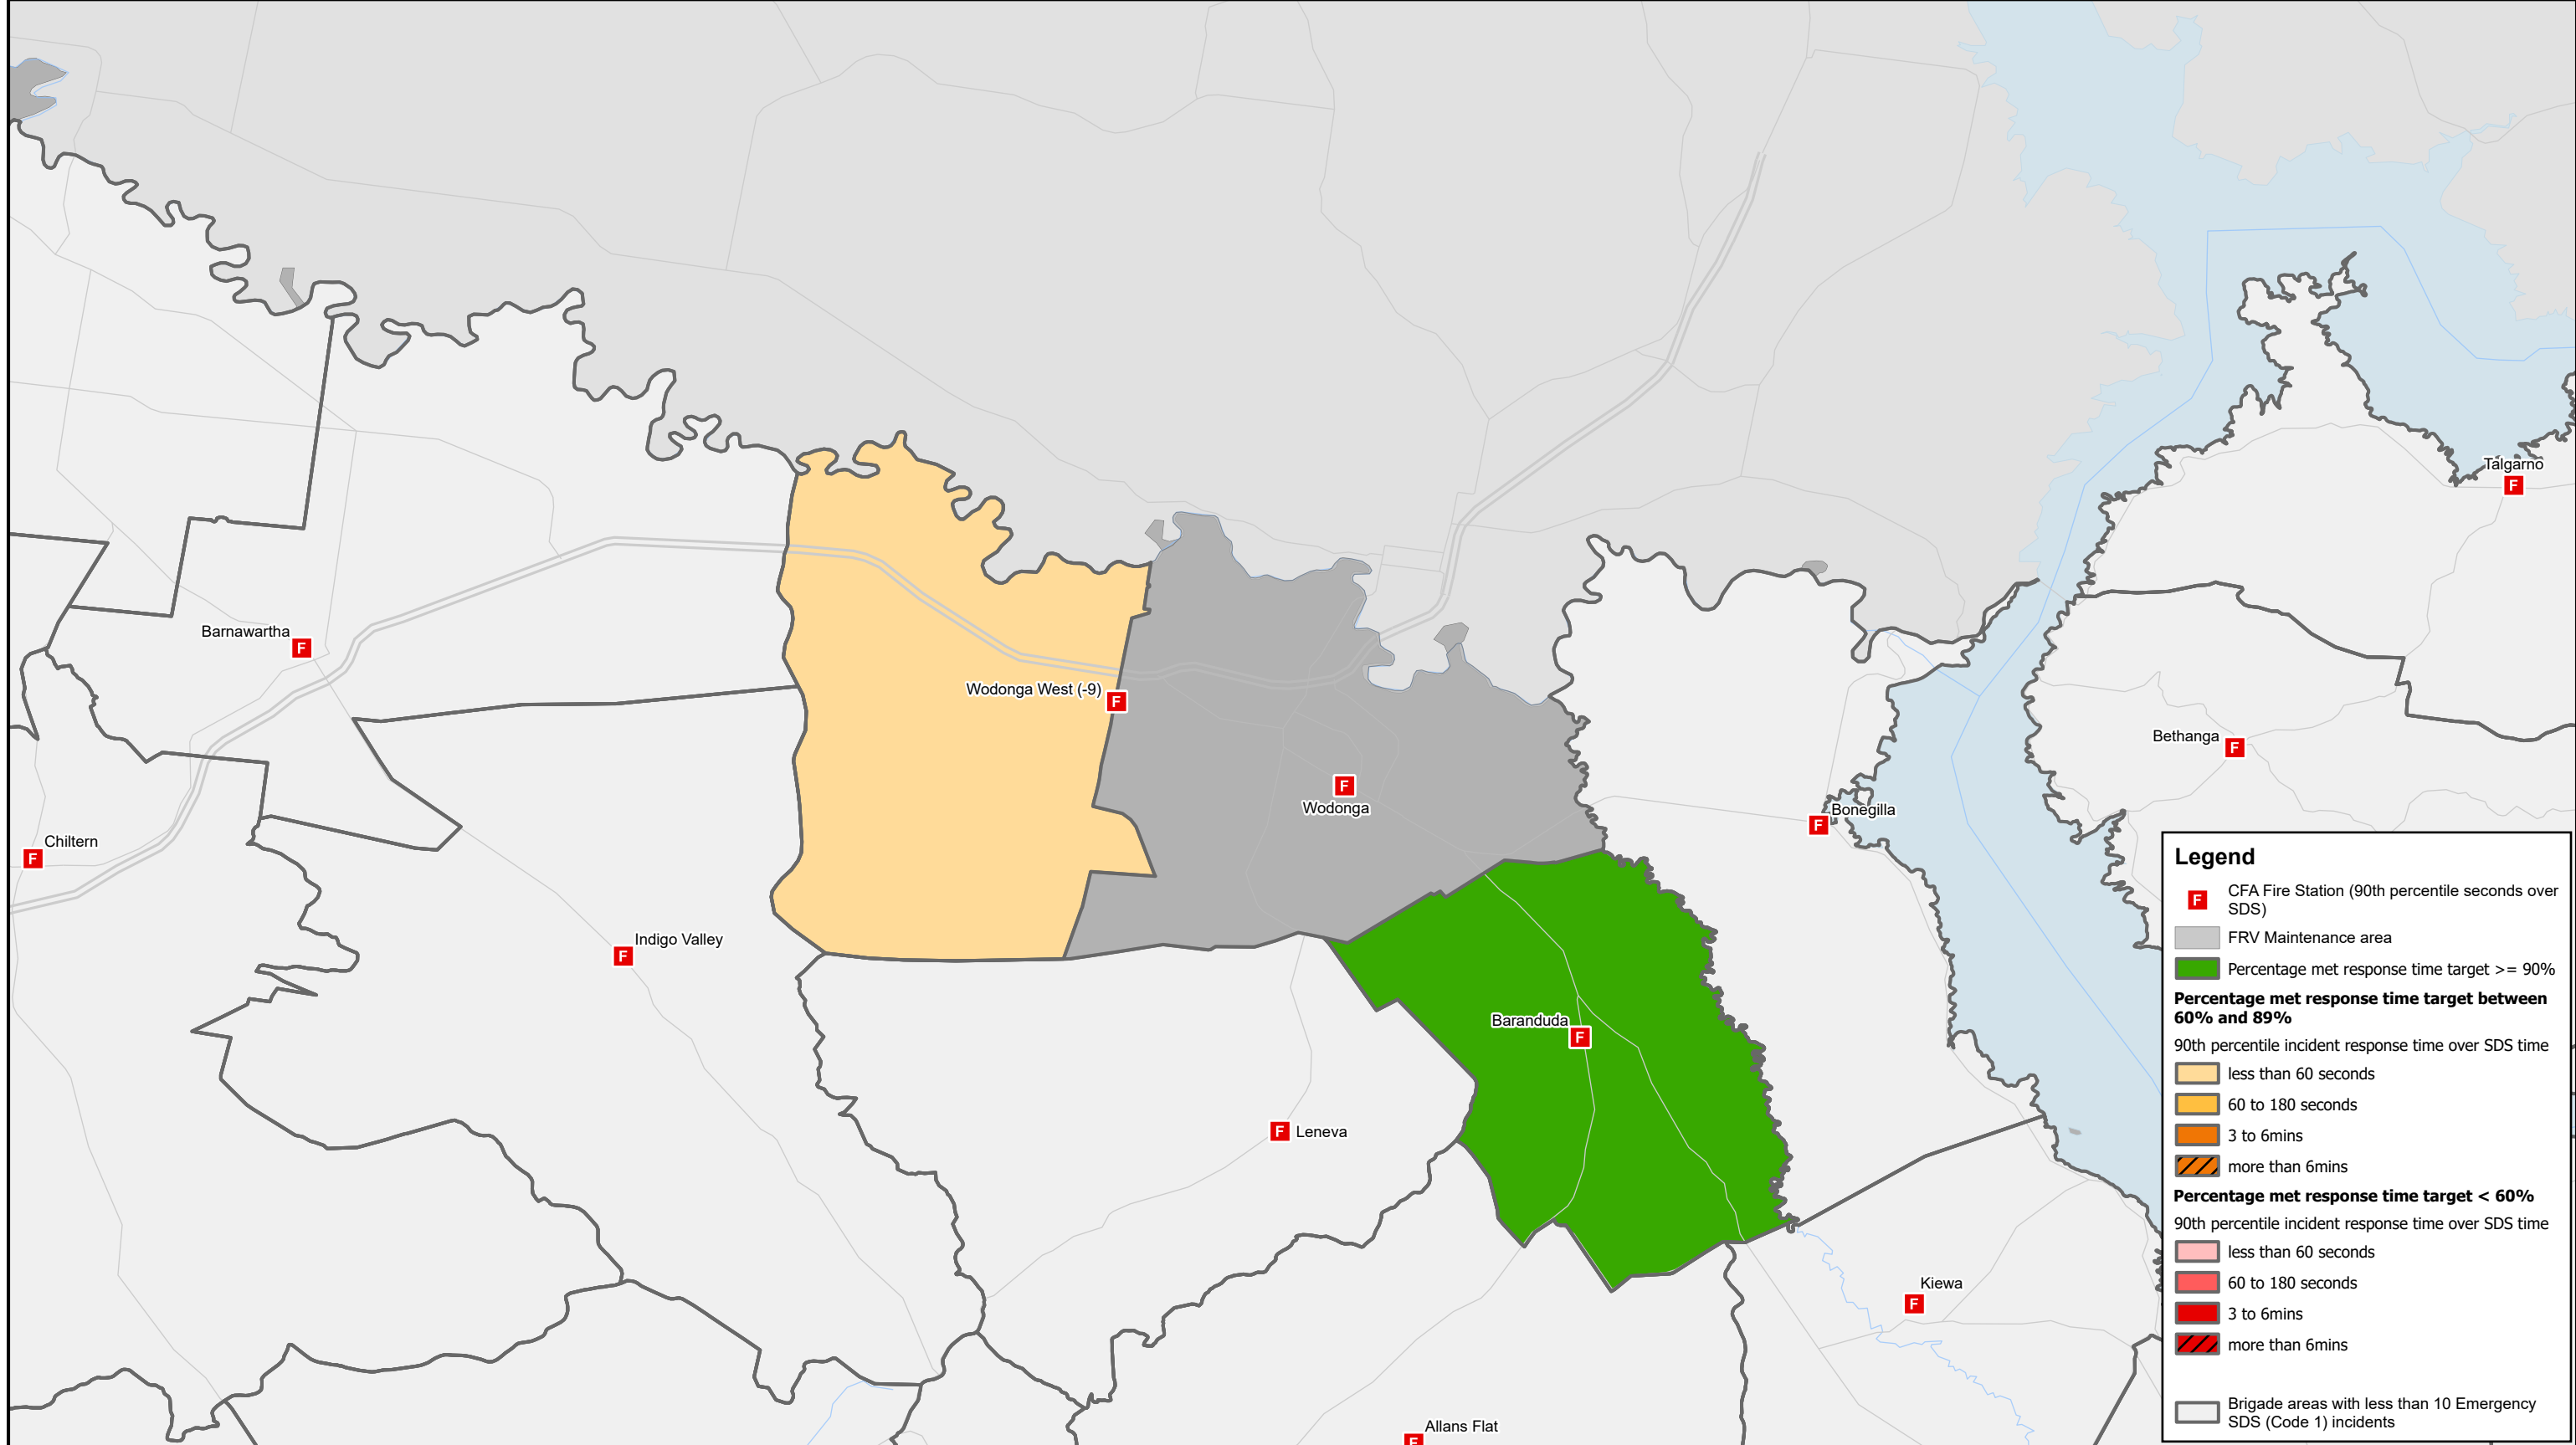 Talgarno
F
Barnawartha
F
Wodonga West (-9)
F
Bethanga
F
F
Wodonga
Bonegilla
F
Chiltern
F
Indigo Valley
F
Baranduda
F
F
Leneva
Kiewa
F
Allans Flat
F
Legend
F
CFA Fire Station (90th percentile seconds over
SDS)
FRV Maintenance area
Percentage met response time target >= 90%
Percentage met response time target between
60% and 89%
90th percentile incident response time over SDS time
less than 60 seconds
60 to 180 seconds
3 to 6mins
more than 6mins
Percentage met response time target < 60%
90th percentile incident response time over SDS time
less than 60 seconds
60 to 180 seconds
3 to 6mins
more than 6mins
Brigade areas with less than 10 Emergency
SDS (Code 1) incidents